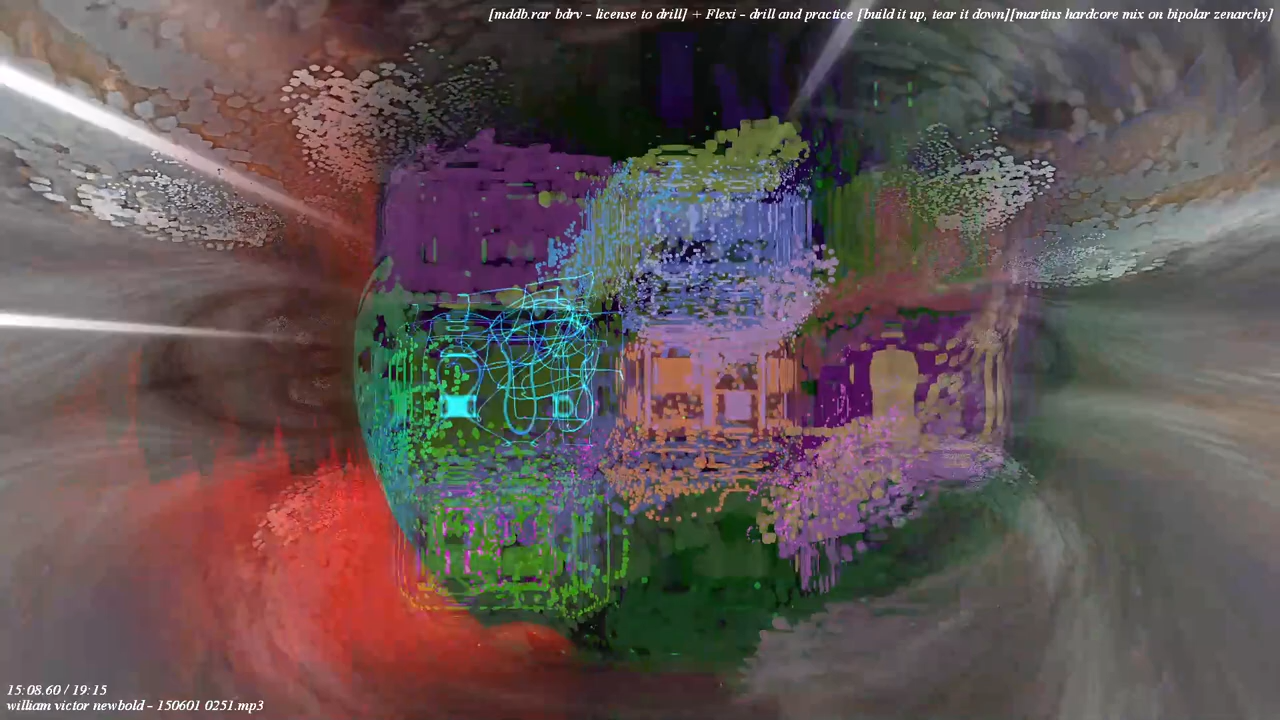 [mddb.rar bdrv - license to drill] + Flexi - drill and practice [build it up, tear it down][martins hardcore mix on bipolar zenarchy]
15:08.60 / 19:15
william victor newbold - 150601 0251.mp3